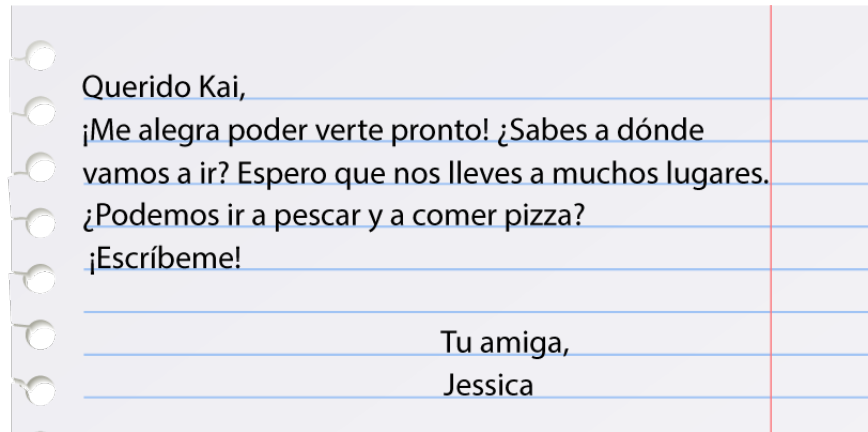 Querido Kai,
¡Me alegra poder verte pronto! ¿Sabes a dónde
vamos a ir? Espero que nos lleves a muchos lugares.
¿Podemos ir a pescar y a comer pizza?
¡Escríbeme!
Tu amiga,
Jessica